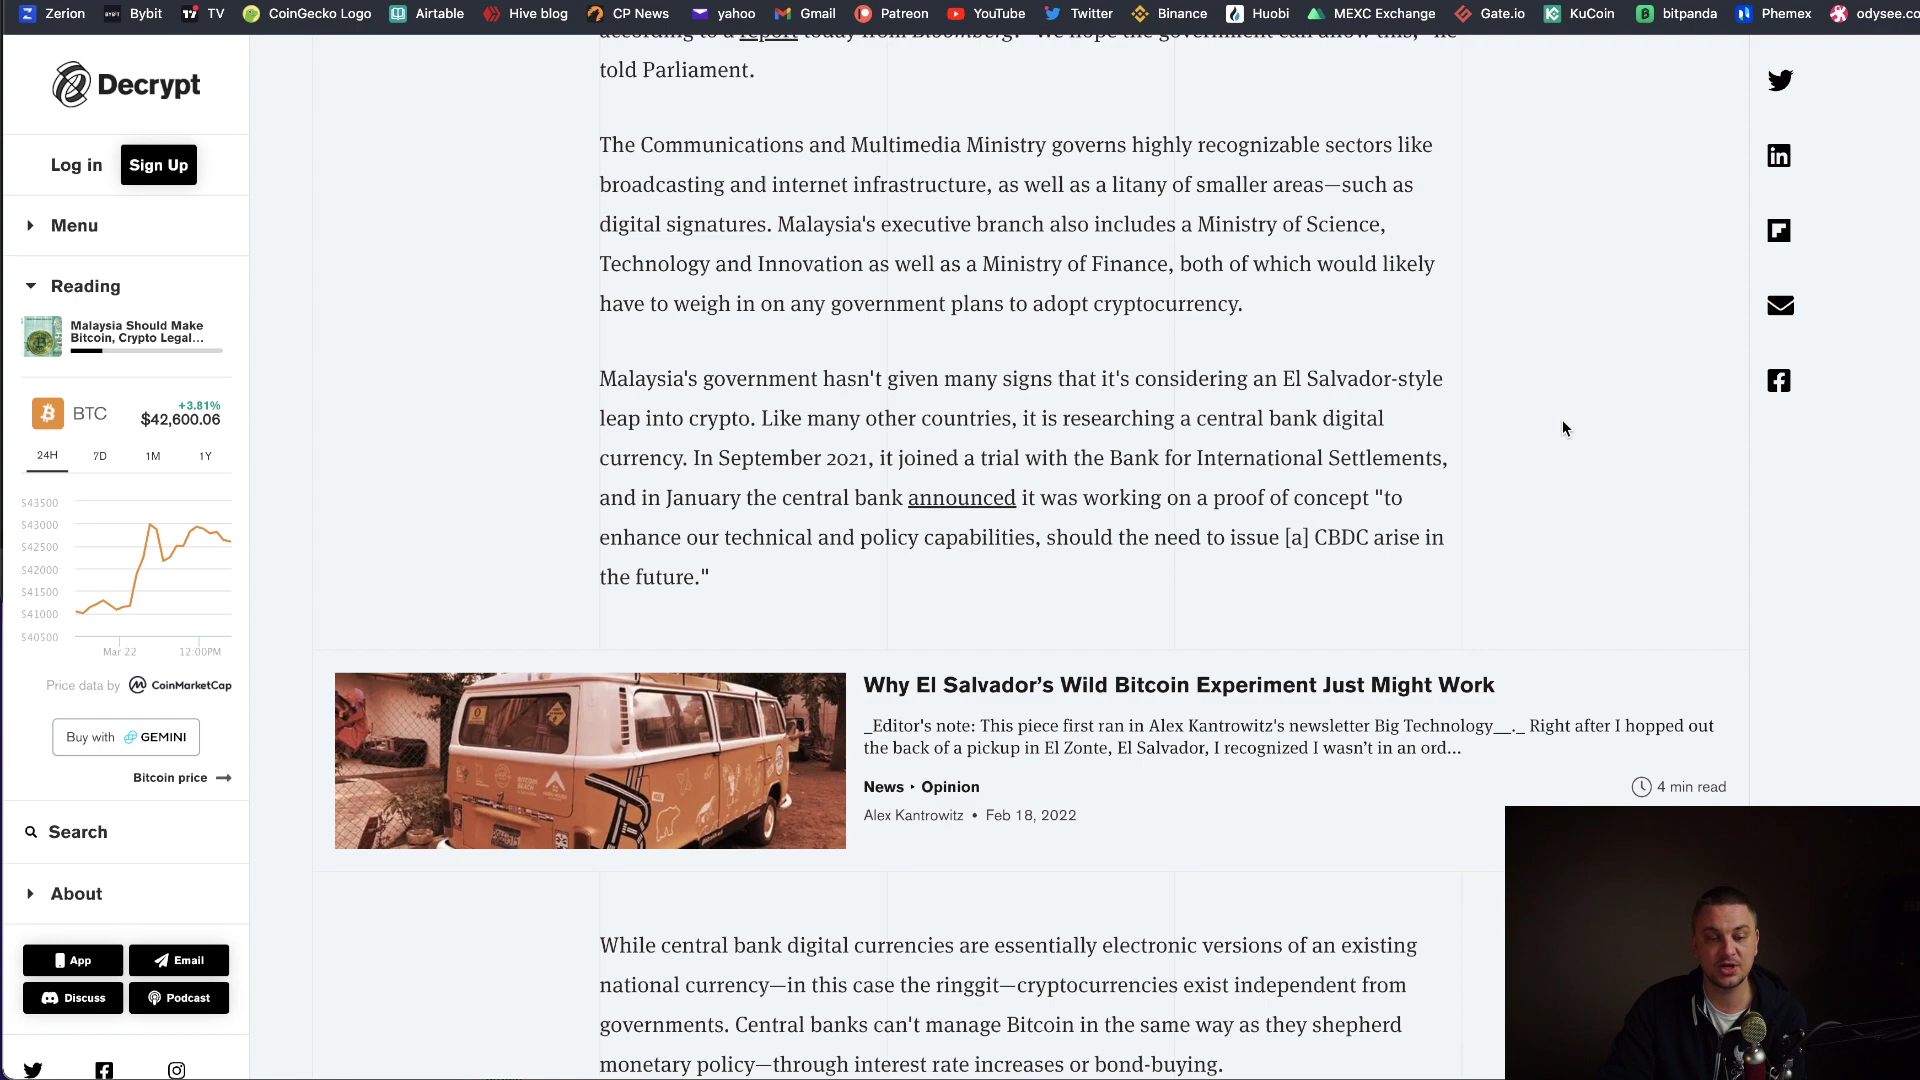 Zerion
Bybit
TV
CoinGecko Logo
Airtable
Hive blog
CP News
yahoo
Gmail
Patreon
YouTube
Twitter
Binance
Huobi
MEXC Exchange
Gate.io
KuCoin
bitpanda
Phemex
odysee.co
Decrypt
Log in
Sign Up
Menu
Reading
Malaysia Should Make
Bitcoin, Crypto Legal...
BTC
+3.81%
$42,600.06
24H
7D
1M
1Y
$43500
$43000
$42500
$42000
$41500
$41000
$40500
Mar 22
12:00PM
Price data by
CoinMarketCap
Buy with
GEMINI
Bitcoin price
Search
About
App
Email
Discuss
Podcast
according to a report today from Bloomberg. "We hope the government can allow this," he
told Parliament.
The Communications and Multimedia Ministry governs highly recognizable sectors like
broadcasting and internet infrastructure, as well as a litany of smaller areas—such as
digital signatures. Malaysia's executive branch also includes a Ministry of Science,
Technology and Innovation as well as a Ministry of Finance, both of which would likely
have to weigh in on any government plans to adopt cryptocurrency.
Malaysia's government hasn't given many signs that it's considering an El Salvador-style
leap into crypto. Like many other countries, it is researching a central bank digital
currency. In September 2021, it joined a trial with the Bank for International Settlements,
and in January the central bank announced it was working on a proof of concept "to
enhance our technical and policy capabilities, should the need to issue [a] CBDC arise in
the future."
Why El Salvador's Wild Bitcoin Experiment Just Might Work
_Editor's note: This piece first ran in Alex Kantrowitz's newsletter Big Technology__._ Right after I hopped out
the back of a pickup in El Zonte, El Salvador, I recognized I wasn't in an ord...
News ‣ Opinion
4 min read
Alex Kantrowitz • Feb 18, 2022
While central bank digital currencies are essentially electronic versions of an existing
national currency—in this case the ringgit—cryptocurrencies exist independent from
governments. Central banks can't manage Bitcoin in the same way as they shepherd
monetary policy—through interest rate increases or bond-buying.